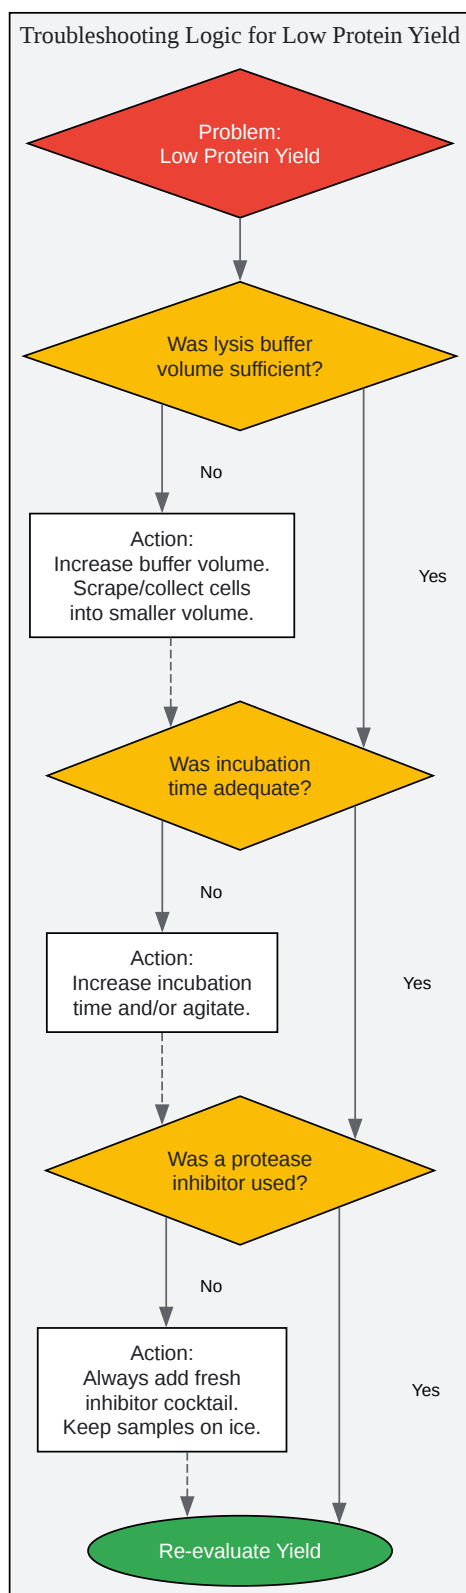 Troubleshooting Logic for Low Protein Yield
Problem:
Low Protein Yield
Was lysis buffer
volume sufficient?
No
Action:
Increase buffer volume.
Scrape/collect cells
into smaller volume.
Yes
Was incubation
time adequate?
No
Action:
Increase incubation
time and/or agitate.
Yes
Was a protease
inhibitor used?
No
Action:
Always add fresh
inhibitor cocktail.
Keep samples on ice.
Yes
Re-evaluate Yield